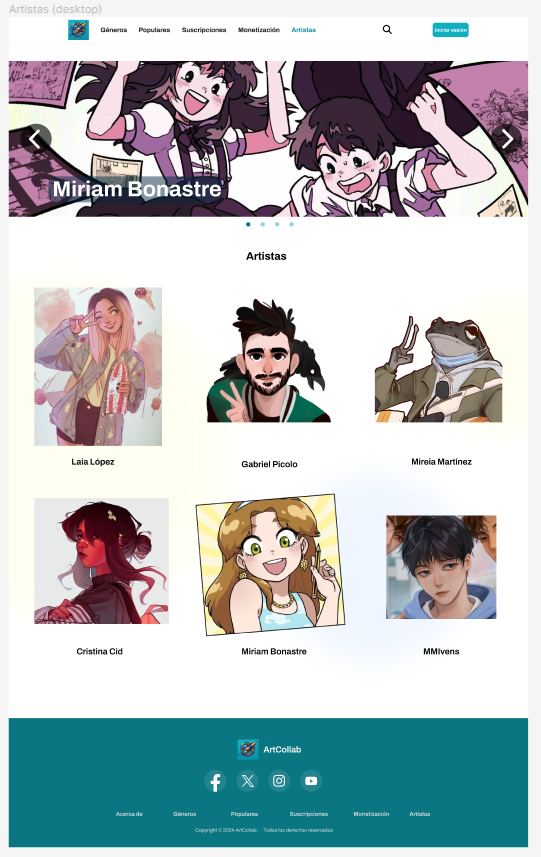 Artistas (desktop)
Géneros Populares Suscripciones Monetización Artistas Iniciar sesión
Miriam Bonastre
Artistas
Laia López Gabriel Picolo Mireia Martínez
Cristina Cid Miriam Bonastre MMIvens
ArtCollab
Acerca de Géneros Populares Suscripciones Monetización Artistas
Copyright © 2024 ArtCollab Todos los derechos reservados